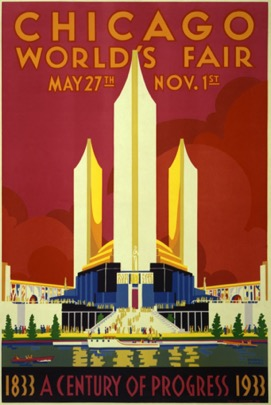 CHICAGO
WORLD'S FAIR
MAY 27TH NOV. 1ST
1833 A CENTURY OF PROGRESS 1933